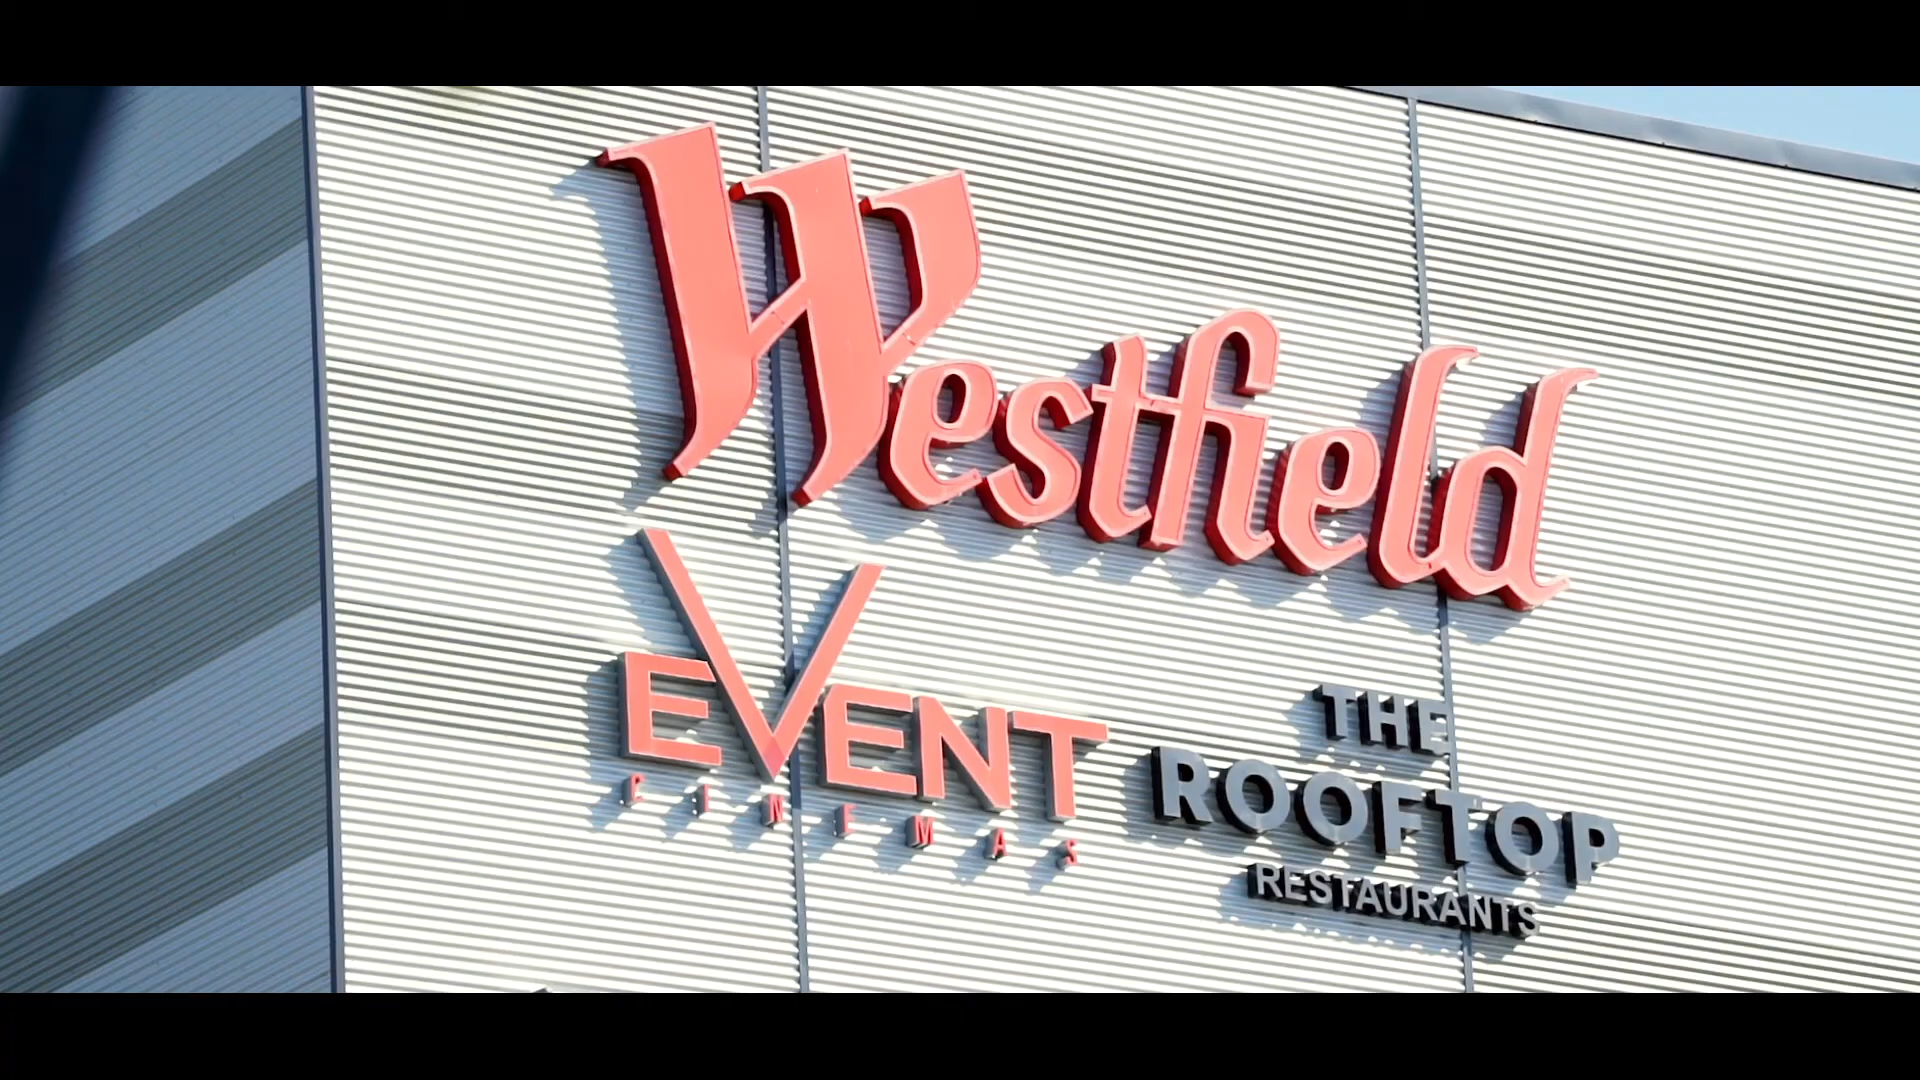 Westfield
EVENT
CINEMAS
THE
ROOFTOP
RESTAURANTS